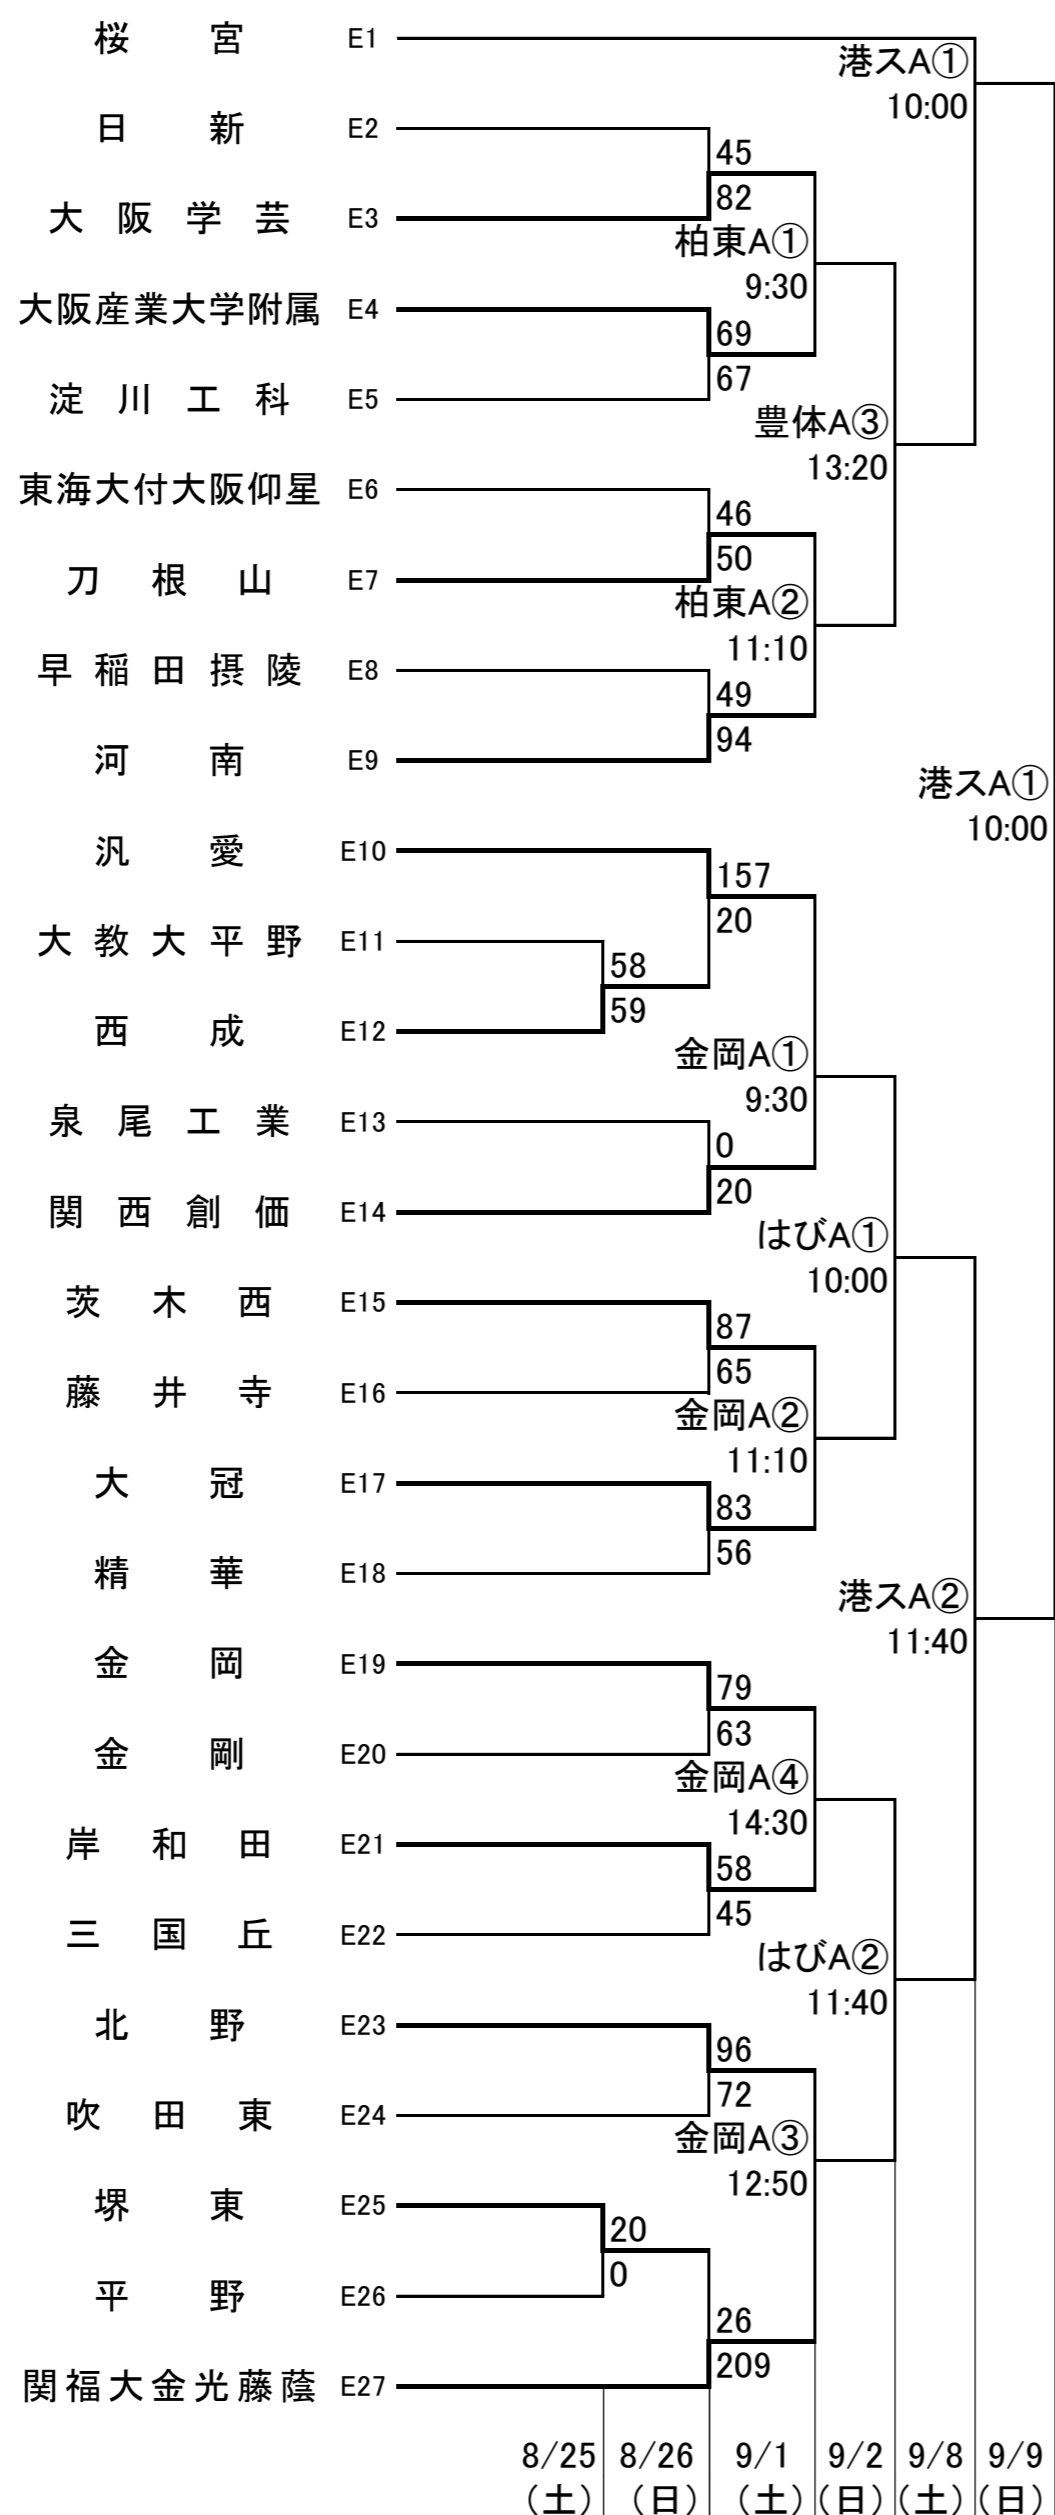 桜宮 E1
港スA①
10:00
日新 E2
45
82
大阪学芸 E3
柏東A①
9:30
大阪産業大学附属 E4
69
67
淀川工科 E5
豊体A③
13:20
東海大付大阪仰星 E6
46
50
刀根山 E7
柏東A②
11:10
早稲田摂陵 E8
49
94
河南 E9
港スA①
10:00
汎愛 E10
157
20
大教大平野 E11
58
59
西成 E12
金岡A①
9:30
泉尾工業 E13
0
20
関西創価 E14
はびA①
10:00
茨木西 E15
87
65
藤井寺 E16
金岡A②
11:10
大冠 E17
83
56
精華 E18
港スA②
11:40
金岡 E19
79
63
金剛 E20
金岡A④
14:30
岸和田 E21
58
45
三国丘 E22
はびA②
11:40
北野 E23
96
72
吹田東 E24
金岡A③
12:50
堺東 E25
20
0
平野 E26
26
209
関福大金光藤蔭 E27
8/25 8/26 9/1 9/2 9/8 9/9
(土) (日) (土) (日) (土) (日)